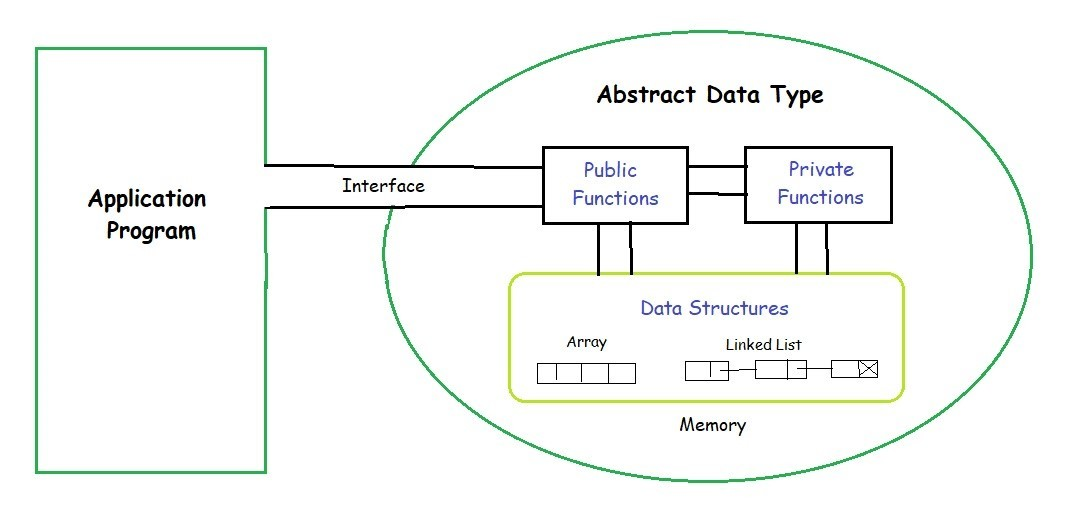 Abstract Data Type
Application
Program
Interface
Public
Functions
Private
Functions
Data Structures
Array
Linked List
Memory